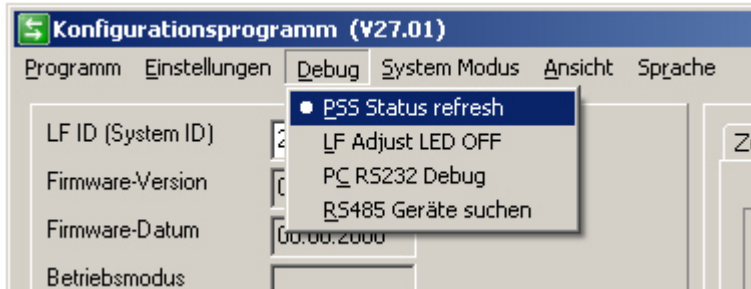 Konfigurationsprogramm (V27.01)
Programm Einstellungen Debug System Modus Ansicht Sprache
PSS Status refresh
LF Adjust LED OFF
PC RS232 Debug
RS485 Geräte suchen
LF ID (System ID)
Firmware-Version
Firmware-Datum 00.00.2000
Betriebsmodus